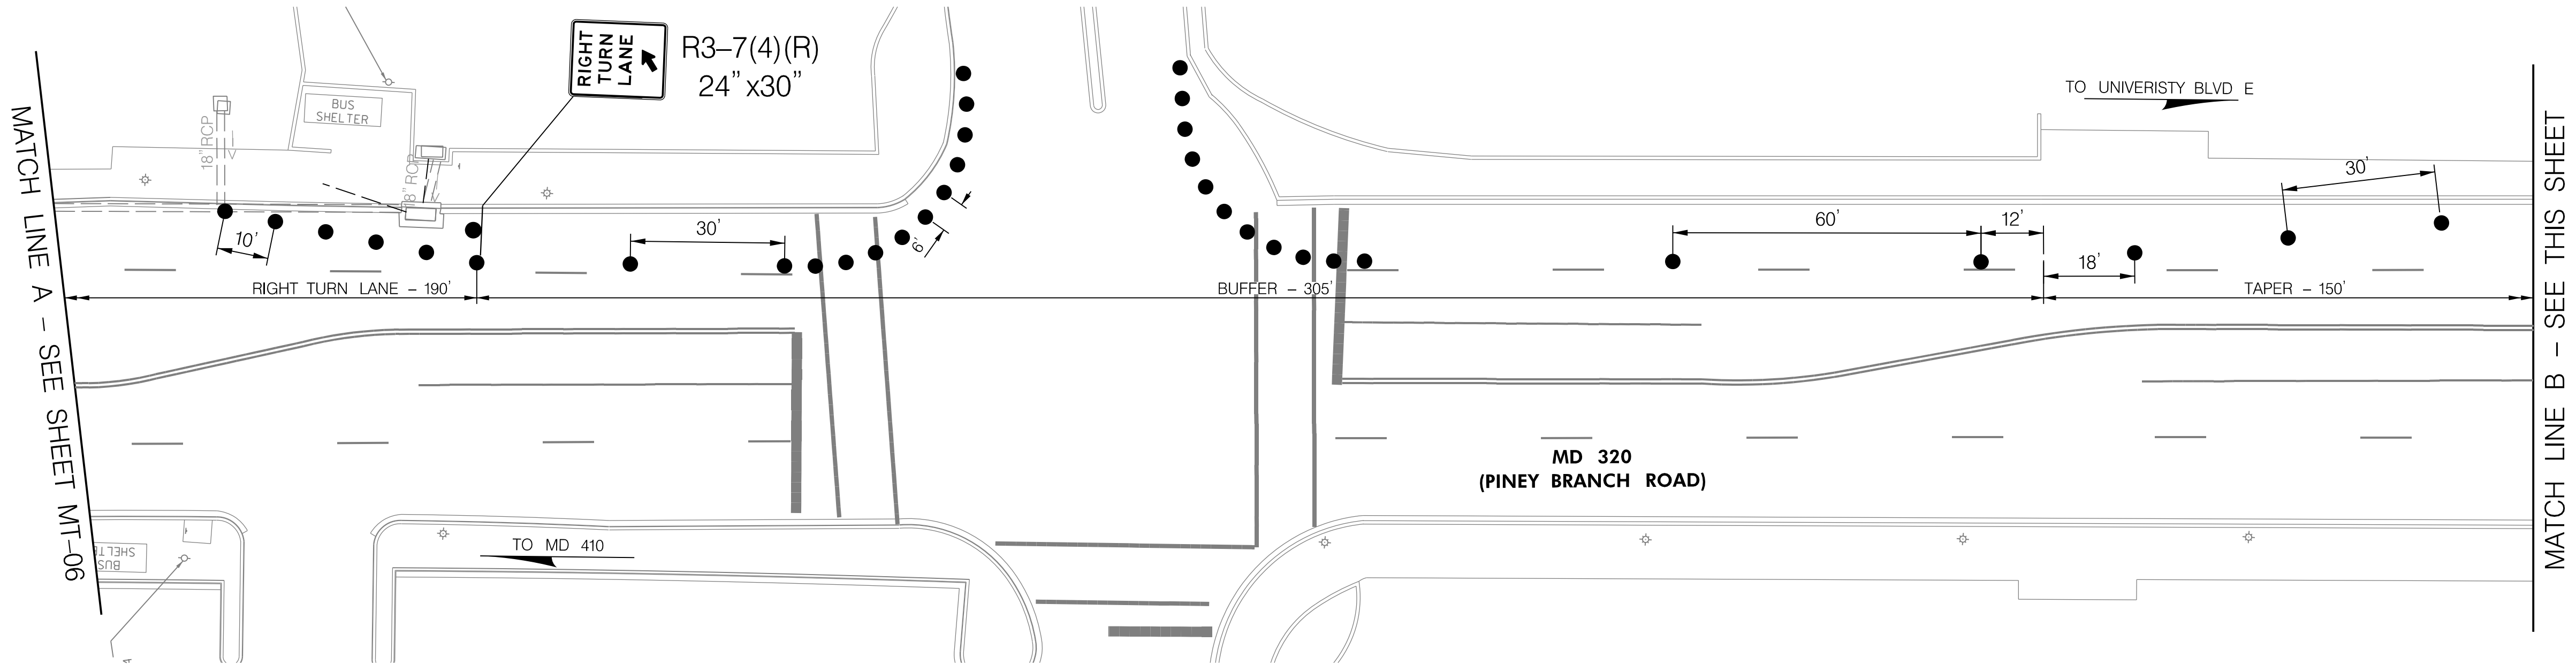 MATCH LINE A - SEE SHEET MT-06
18" RCP
BUS
SHELTER
18" RCP
RIGHT
TURN
LANE
R3-7(4)(R)
24"x30"
TO UNIVERISTY BLVD E
10'
30'
6'
60'
12'
18'
30'
RIGHT TURN LANE - 190'
BUFFER - 305'
TAPER - 150'
MD 320
(PINEY BRANCH ROAD)
TO MD 410
BUS
SHELTE
A
MATCH LINE B - SEE THIS SHEET